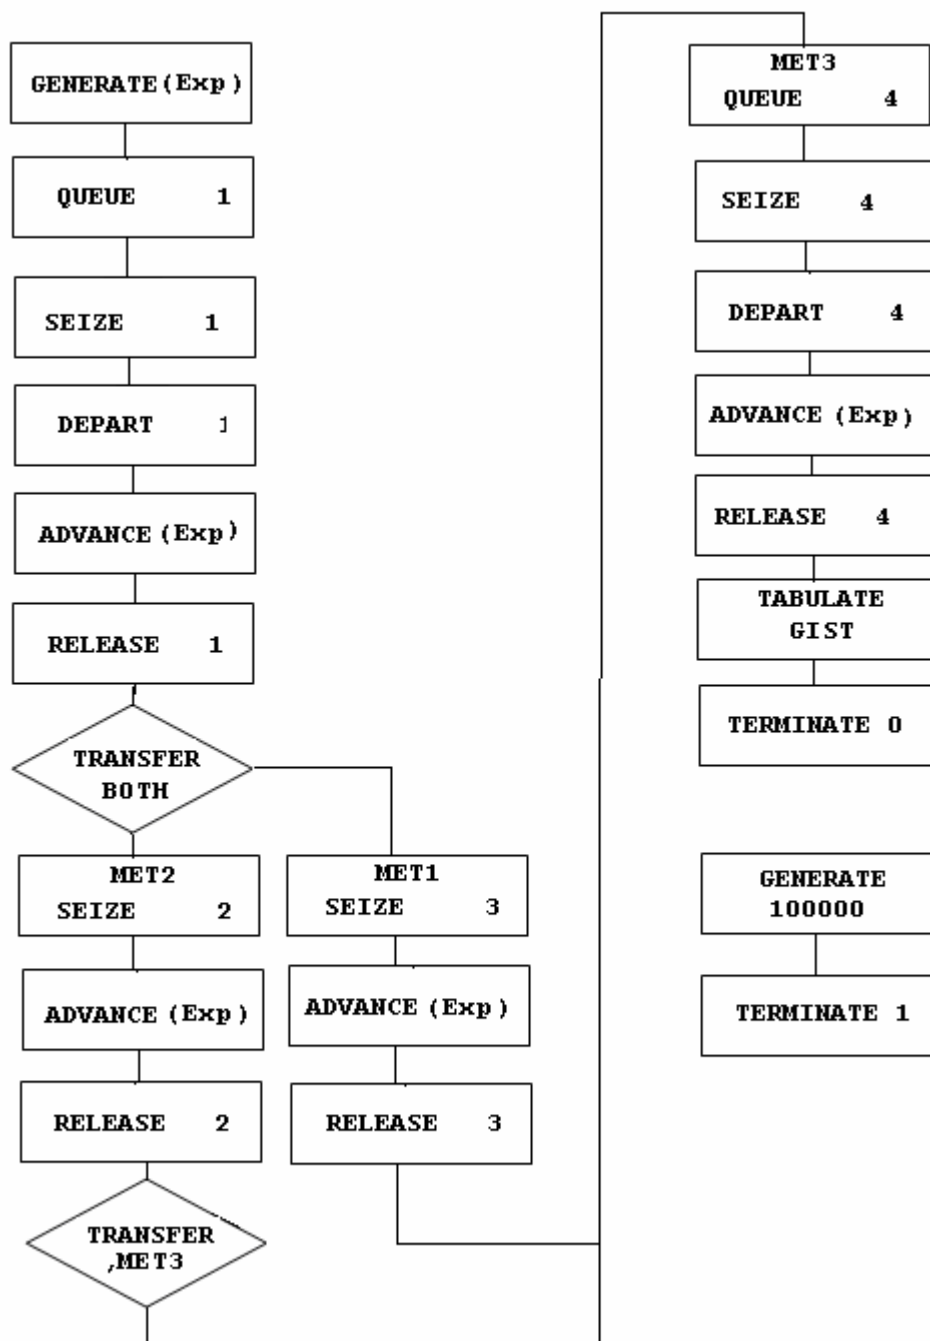 GENERATE (Exp)
QUEUE 1
SEIZE 1
DEPART 1
ADVANCE (Exp)
RELEASE 1
TRANSFER
BOTH
MET2
SEIZE 2
ADVANCE (Exp)
RELEASE 2
TRANSFER
,MET3
MET1
SEIZE 3
ADVANCE (Exp)
RELEASE 3
MET3
QUEUE 4
SEIZE 4
DEPART 4
ADVANCE (Exp)
RELEASE 4
TABULATE
GIST
TERMINATE 0
GENERATE
100000
TERMINATE 1